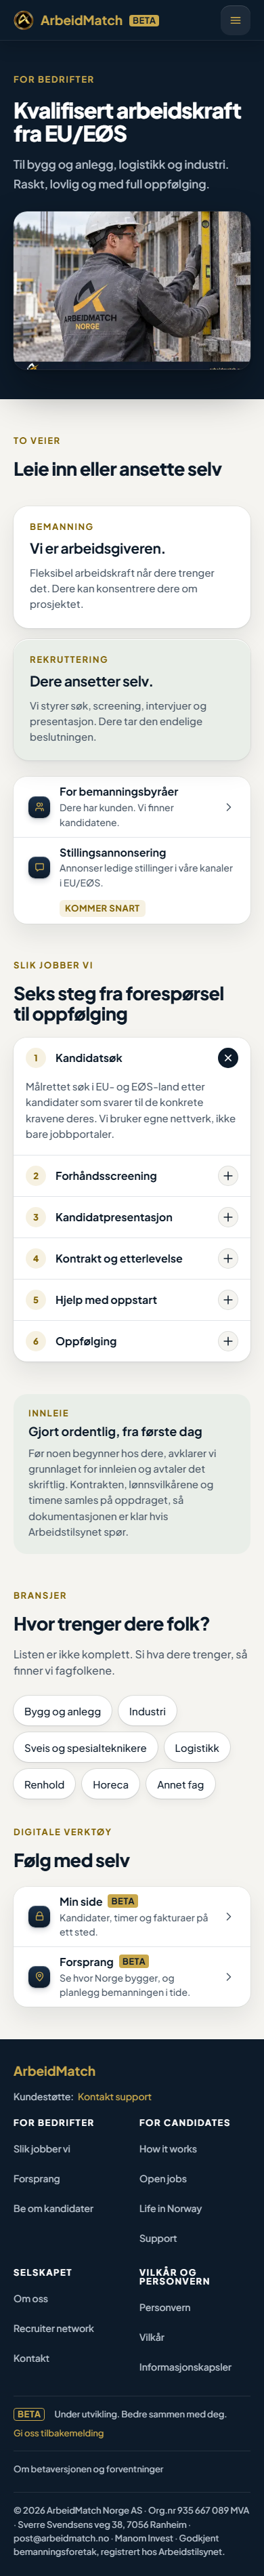 ArbeidMatch BETA
FOR BEDRIFTER
Kvalifisert arbeidskraft
fra EU/EØS
Til bygg og anlegg, logistikk og industri.
Raskt, lovlig og med full oppfølging.
ARBEIDMATCH
NORGE
TO VEIER
Leie inn eller ansette selv
BEMANNING
Vi er arbeidsgiveren.
Fleksibel arbeidskraft når dere trenger
det. Dere kan konsentrere dere om
prosjektet.
REKRUTTERING
Dere ansetter selv.
Vi styrer søk, screening, intervjuer og
presentasjon. Dere tar den endelige
beslutningen.
For bemanningsbyråer
Dere har kunden. Vi finner
kandidatene.
Stillingsannonsering
Annonser ledige stillinger i våre kanaler
i EU/EØS.
KOMMER SNART
SLIK JOBBER VI
Seks steg fra forespørsel
til oppfølging
1 Kandidatsøk
Målrettet søk i EU- og EØS-land etter
kandidater som svarer til de konkrete
kravene deres. Vi bruker egne nettverk, ikke
bare jobbportaler.
2 Forhåndsscreening
3 Kandidatpresentasjon
4 Kontrakt og etterlevelse
5 Hjelp med oppstart
6 Oppfølging
INNLEIE
Gjort ordentlig, fra første dag
Før noen begynner hos dere, avklarer vi
grunnlaget for innleien og avtaler det
skriftlig. Kontrakten, lønnsvilkårene og
timene samles på oppdraget, så
dokumentasjonen er klar hvis
Arbeidstilsynet spør.
BRANSJER
Hvor trenger dere folk?
Listen er ikke komplett. Si hva dere trenger, så
finner vi fagfolkene.
Bygg og anlegg Industri
Sveis og spesialteknikere Logistikk
Renhold Horeca Annet fag
DIGITALE VERKTØY
Følg med selv
Min side BETA
Kandidater, timer og fakturaer på
ett sted.
Forsprang BETA
Se hvor Norge bygger, og
planlegg bemanningen i tide.
ArbeidMatch
Kundestøtte: Kontakt support
FOR BEDRIFTER
Slik jobber vi
Forsprang
Be om kandidater
FOR CANDIDATES
How it works
Open jobs
Life in Norway
Support
SELSKAPET
Om oss
Recruiter network
Kontakt
VILKÅR OG
PERSONVERN
Personvern
Vilkår
Informasjonskapsler
BETA Under utvikling. Bedre sammen med deg.
Gi oss tilbakemelding
Om betaversjonen og forventninger
© 2026 ArbeidMatch Norge AS · Org.nr 935 667 089 MVA
· Sverre Svendsens veg 38, 7056 Ranheim ·
post@arbeidmatch.no · Manom Invest · Godkjent
bemanningsforetak, registrert hos Arbeidstilsynet.